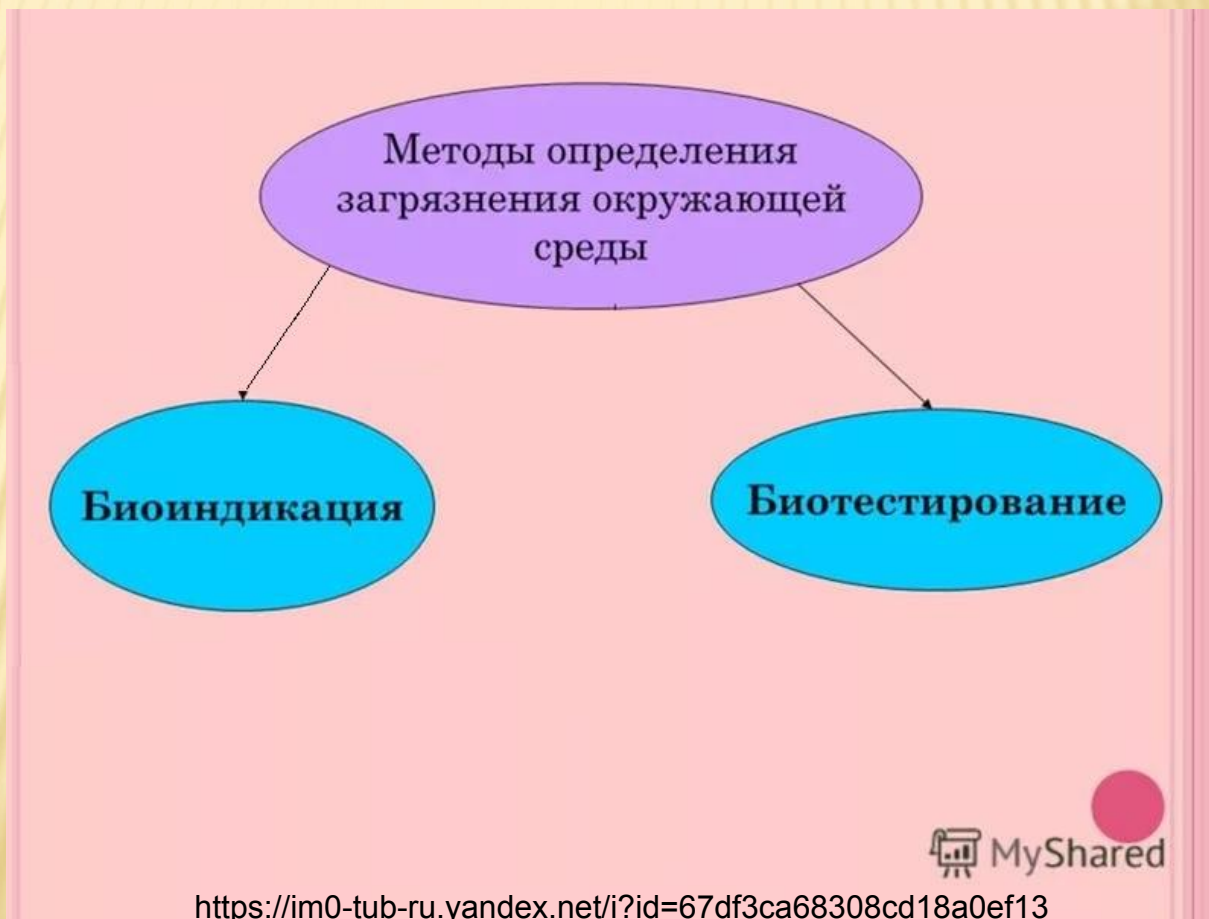 Методы определения
загрязнения окружающей
среды
Биоиндикация
Биотестирование
MyShared
https://im0-tub-ru.yandex.net/i?id=67df3ca68308cd18a0ef13